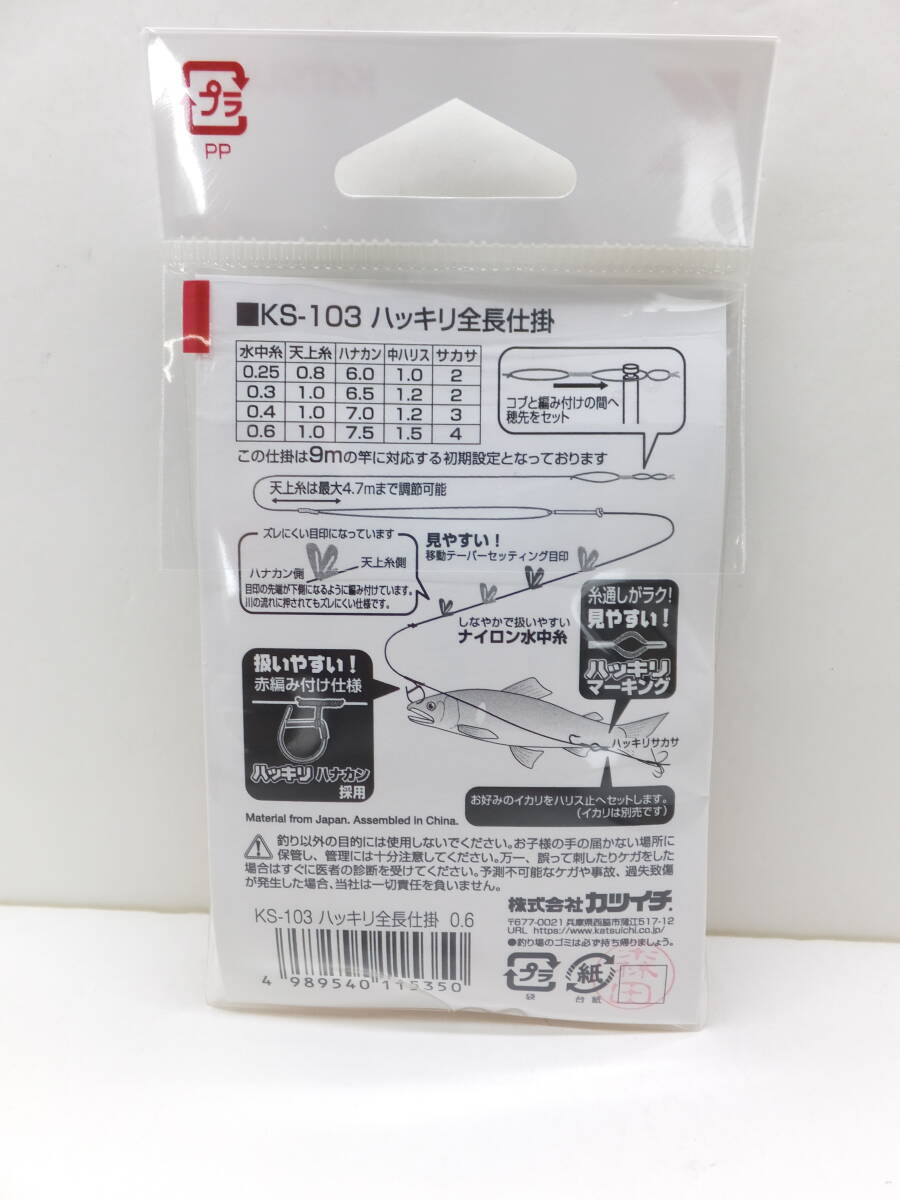 プラ
PP
■KS-103 ハッキリ全長仕掛
水中糸 天上糸 ハナカン 中ハリス サカサ
0.25 0.8 6.0 1.0 2
0.3 1.0 6.5 1.2 2
0.4 1.0 7.0 1.2 3
0.6 1.0 7.5 1.5 4
コブと編み付けの間へ
穂先をセット
この仕掛は9mの竿に対応する初期設定となっております
天上糸は最大4.7mまで調節可能
ズレにくい目印になっています
ハナカン側
天上糸側
目印の先端が下側になるように編み付けています。
川の流れに押されてもズレにくい仕様です。
見やすい!
移動テーパーセッティング目印
しなやかで扱いやすい
ナイロン水中糸
糸通しがラク!
見やすい!
ハッキリ
マーキング
扱いやすい!
赤編み付け仕様
ハッキリ ハナカン
採用
ハッキリサカサ
お好みのイカリをハリス止へセットします。
(イカリは別売です)
Material from Japan. Assembled in China.
釣り以外の目的には使用しないでください。お子様の手の届かない場所に
保管し、管理には十分注意してください。万一、誤って刺したりケガをした
場合はすぐに医者の診断を受けてください。予測不可能なケガや事故、過失致傷
が発生した場合、当社は一切責任を負いません。
KS-103 ハッキリ全長仕掛 0.6
4 989540 115350
株式会社 カツイチ
〒677-0021 兵庫県西脇市蒲江517-12
URL https://www.katsuichi.co.jp/
●釣り場のゴミは必ず持ち帰りましょう。
プラ
袋
紙
台紙
森田